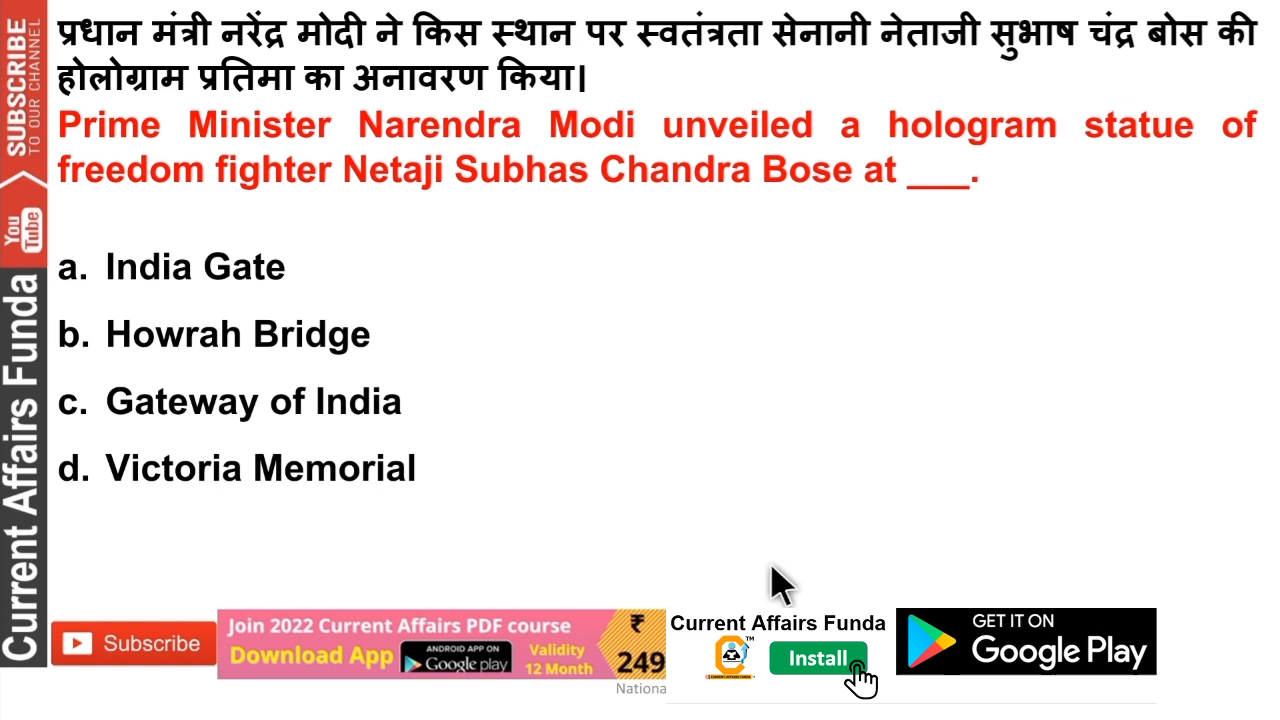 प्रधान मंत्री नरेंद्र मोदी ने किस स्थान पर स्वतंत्रता सेनानी नेताजी सुभाष चंद्र बोस की
होलोग्राम प्रतिमा का अनावरण किया।
Prime Minister Narendra Modi unveiled a hologram statue of
freedom fighter Netaji Subhas Chandra Bose at ___.
a. India Gate
b. Howrah Bridge
c. Gateway of India
d. Victoria Memorial
SUBSCRIBE
TO OUR CHANNEL
You
Tube
Current Affairs Funda
Subscribe
Join 2022 Current Affairs PDF course
Download App
ANDROID APP ON
Google play
Validity
12 Month
₹
249
Nationa
Current Affairs Funda
TM
Install
GET IT ON
Google Play